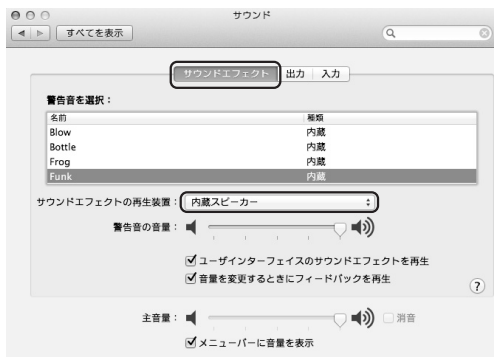 サウンド
すべてを表示
サウンドエフェクト 出力 入力
警告音を選択：
名前 種類
Blow 内蔵
Bottle 内蔵
Frog 内蔵
Funk 内蔵
サウンドエフェクトの再生装置： 内蔵スピーカー
警告音の音量：
ユーザインターフェイスのサウンドエフェクトを再生
音量を変更するときにフィードバックを再生
?
主音量： 消音
メニューバーに音量を表示